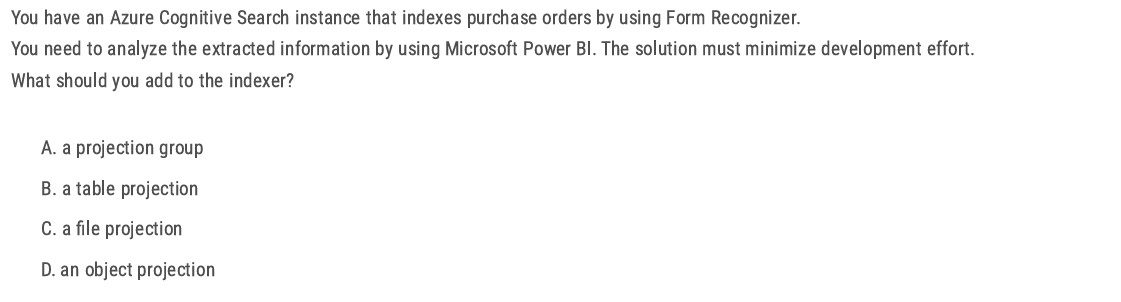 You have an Azure Cognitive Search instance that indexes purchase orders by using Form Recognizer.
You need to analyze the extracted information by using Microsoft Power BI. The solution must minimize development effort.
What should you add to the indexer?
A. a projection group
B. a table projection
C. a file projection
D. an object projection